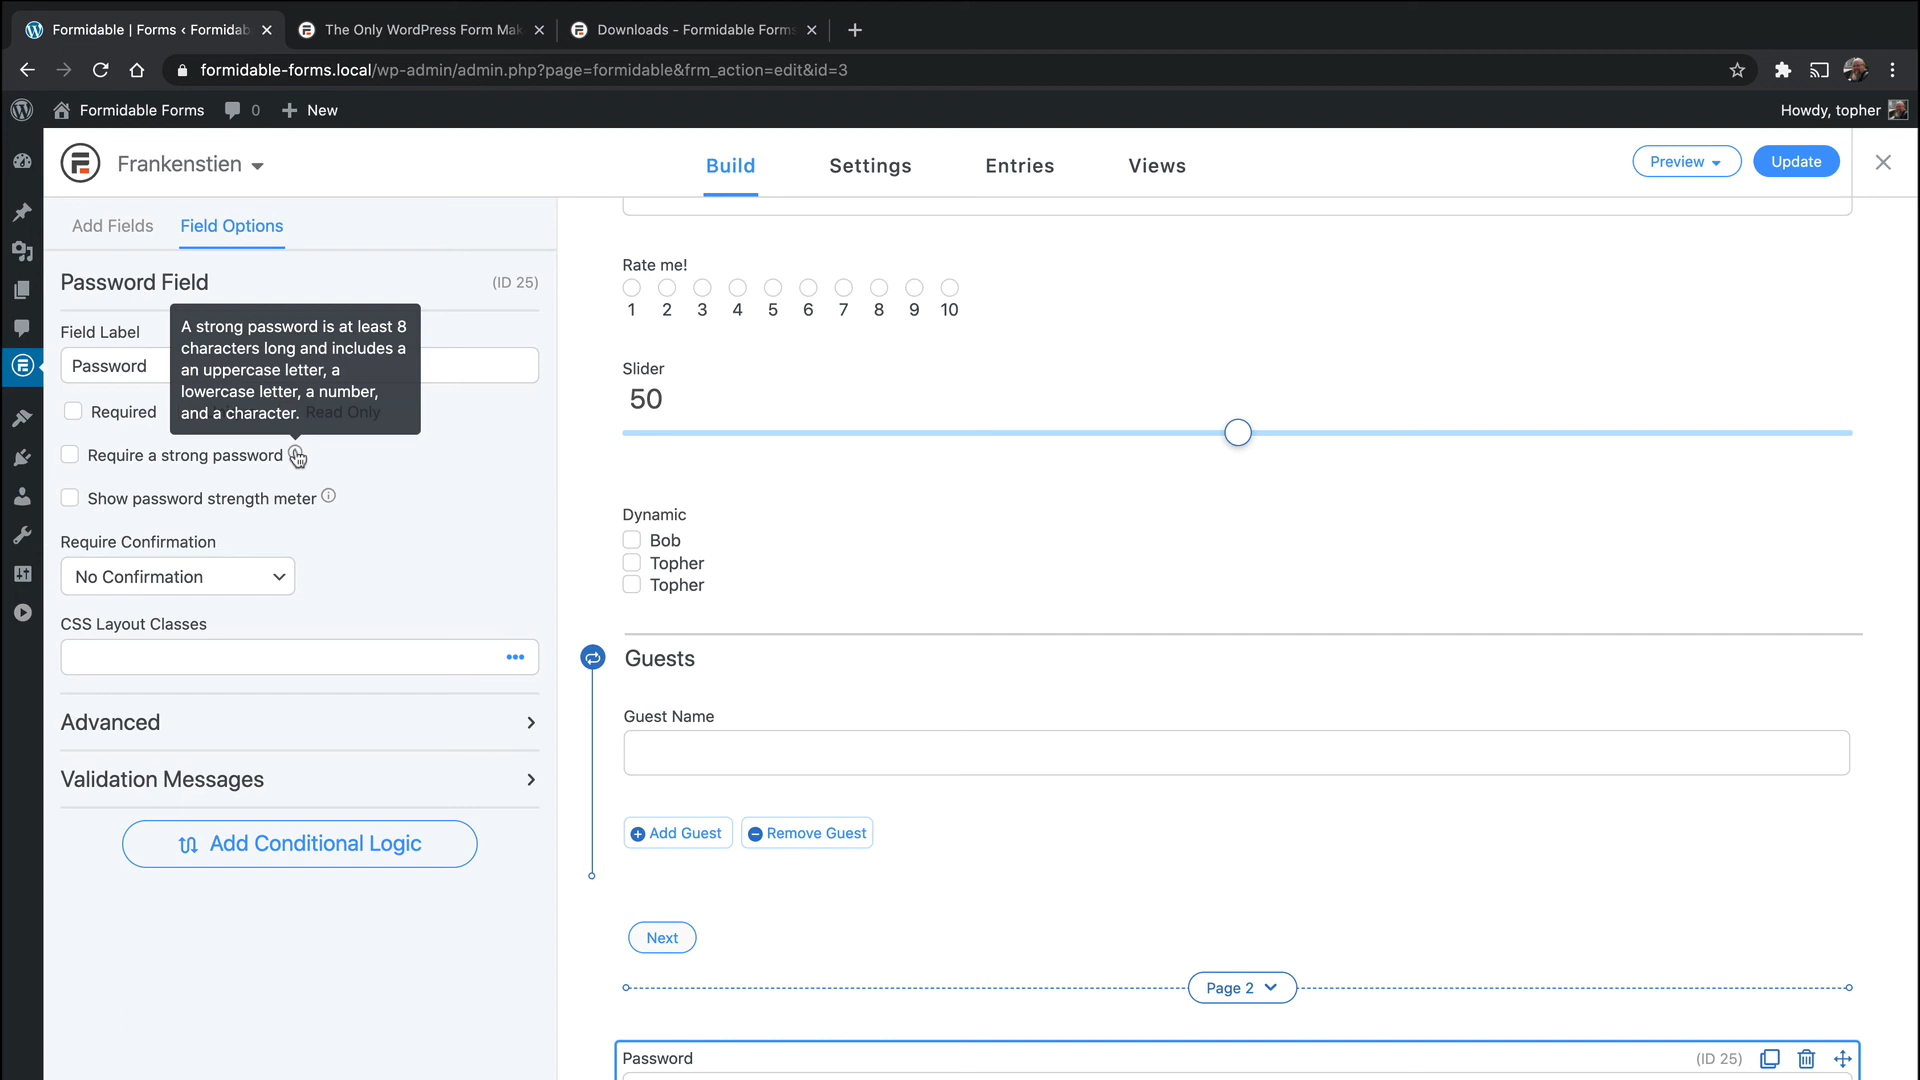 Formidable | Forms ‹ Formidab
The Only WordPress Form Mak
Downloads - Formidable Forms
formidable-forms.local/wp-admin/admin.php?page=formidable&frm_action=edit&id=3
Formidable Forms 0 New Howdy, topher
Frankenstien
Build Settings Entries Views
Preview Update
Add Fields Field Options
Password Field (ID 25)
Field Label
Password
A strong password is at least 8
characters long and includes a
an uppercase letter, a
lowercase letter, a number,
and a character.
Required Read Only
Require a strong password
Show password strength meter
Require Confirmation
No Confirmation
CSS Layout Classes
Advanced
Validation Messages
Add Conditional Logic
Rate me!
1 2 3 4 5 6 7 8 9 10
Slider
50
Dynamic
Bob
Topher
Topher
Guests
Guest Name
Add Guest Remove Guest
Next
Page 2
Password (ID 25)